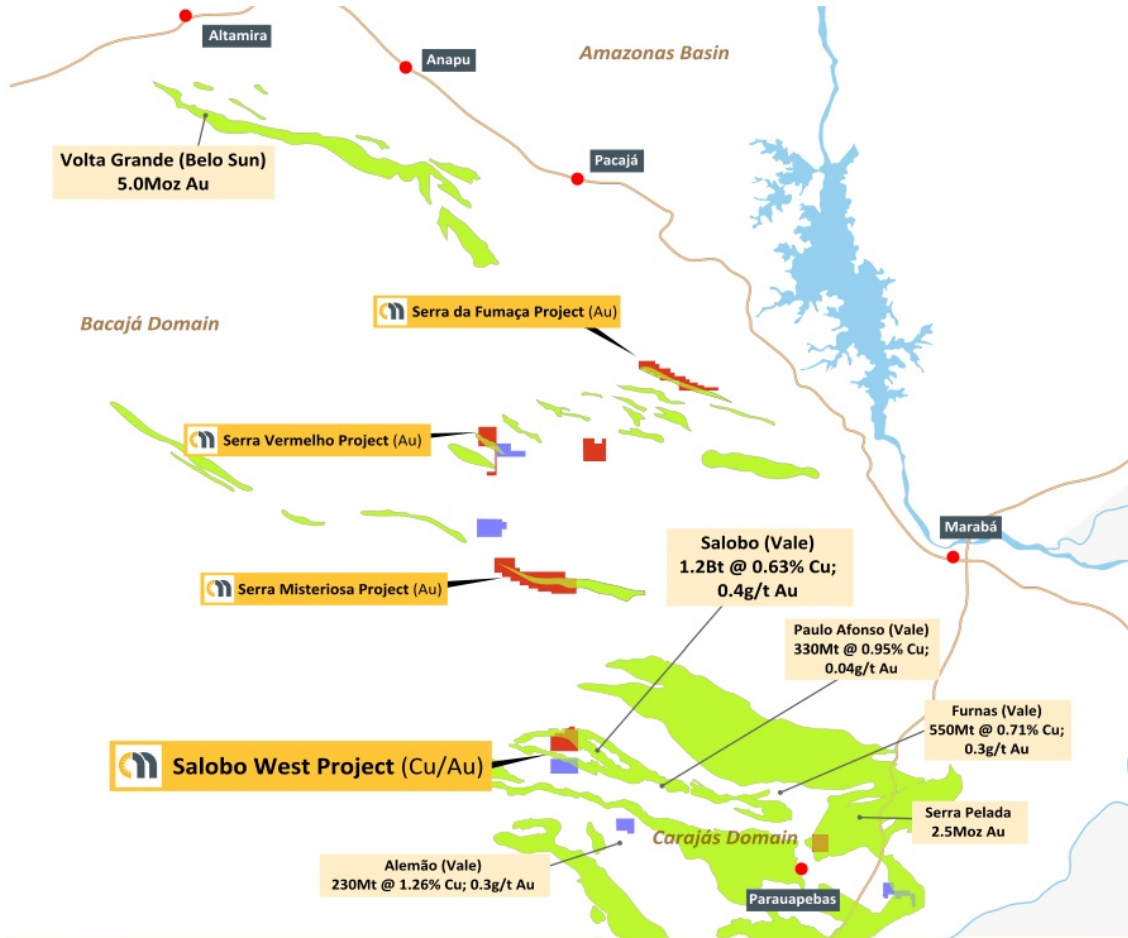 Altamira
Anapu
Amazonas Basin
Volta Grande (Belo Sun)
5.0Moz Au
Pacajá
Serra da Fumaça Project (Au)
Bacajá Domain
Serra Vermelho Project (Au)
Marabá
Salobo (Vale)
1.2Bt @ 0.63% Cu;
0.4g/t Au
Serra Misteriosa Project (Au)
Paulo Afonso (Vale)
330Mt @ 0.95% Cu;
0.04g/t Au
Furnas (Vale)
550Mt @ 0.71% Cu;
0.3g/t Au
Salobo West Project (Cu/Au)
Serra Pelada
2.5Moz Au
Carajás Domain
Alemão (Vale)
230Mt @ 1.26% Cu; 0.3g/t Au
Parauapebas